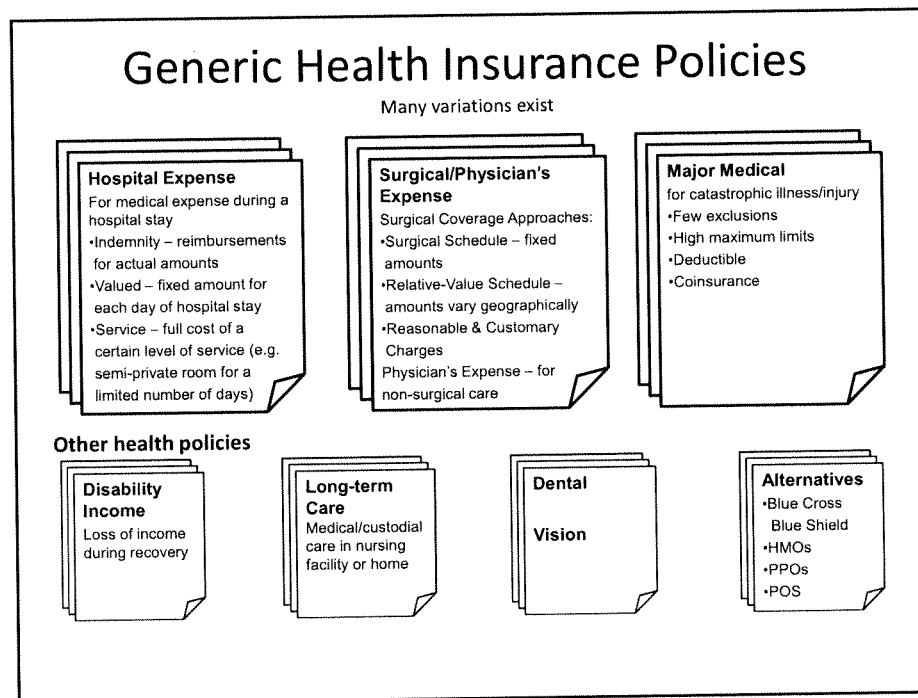 Generic Health Insurance Policies
Many variations exist
Hospital Expense
For medical expense during a
hospital stay
•Indemnity – reimbursements
for actual amounts
•Valued – fixed amount for
each day of hospital stay
•Service – full cost of a
certain level of service (e.g.
semi-private room for a
limited number of days)
Surgical/Physician's
Expense
Surgical Coverage Approaches:
•Surgical Schedule – fixed
amounts
•Relative-Value Schedule –
amounts vary geographically
•Reasonable & Customary
Charges
Physician's Expense – for
non-surgical care
Major Medical
for catastrophic illness/injury
•Few exclusions
•High maximum limits
•Deductible
•Coinsurance
Other health policies
Disability
Income
Loss of income
during recovery
Long-term
Care
Medical/custodial
care in nursing
facility or home
Dental
Vision
Alternatives
•Blue Cross
Blue Shield
•HMOs
•PPOs
•POS